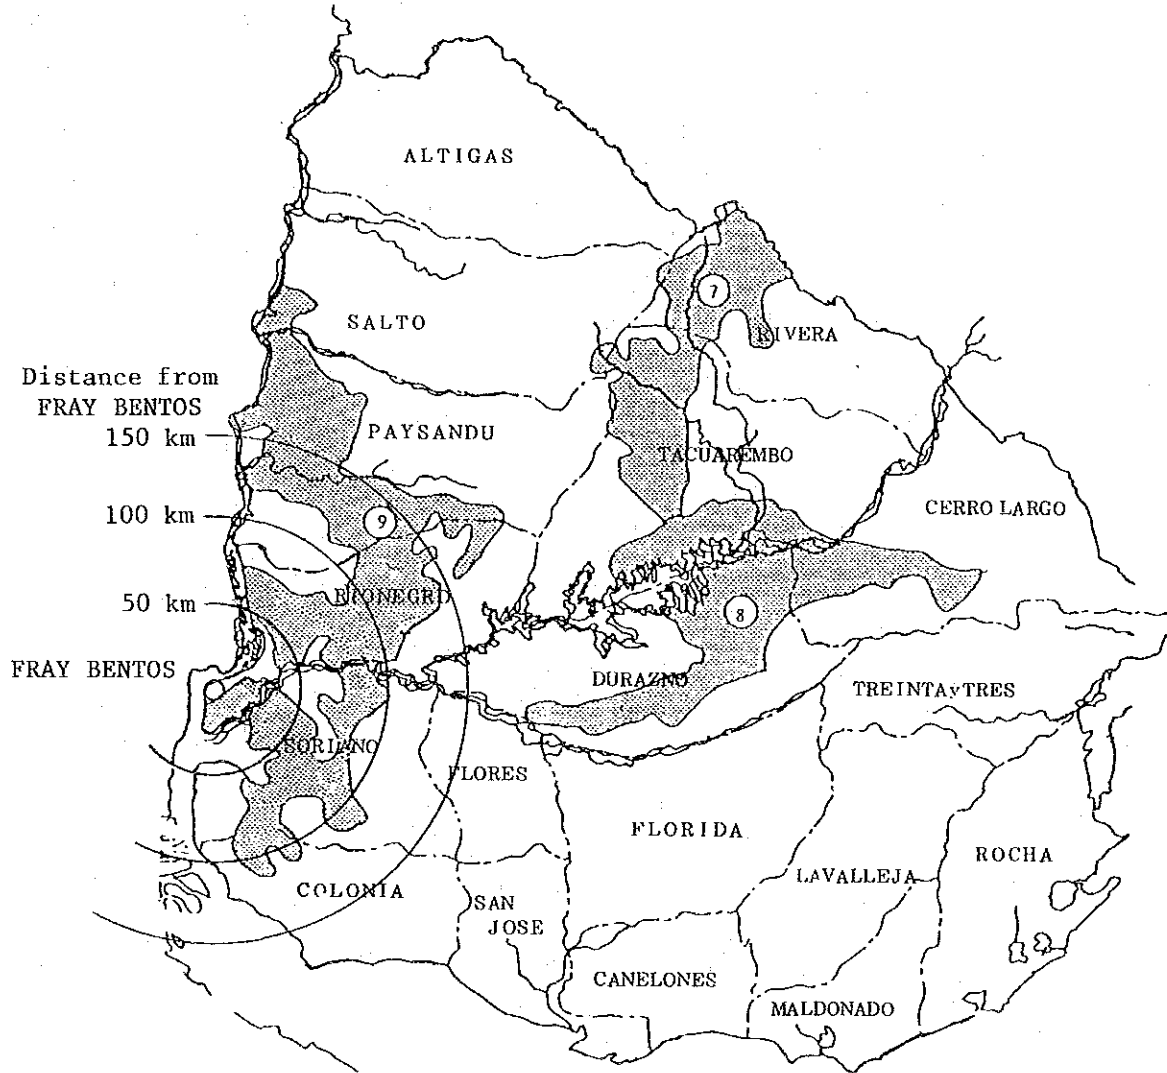 ALTIGAS
SALTO
7
RIVERA
Distance from
FRAY BENTOS
150 km
PAYSANDU
TACUAREMBO
100 km
9
CERRO LARGO
50 km
RIONEGRO
8
FRAY BENTOS
DURAZNO
TREINTAyTRES
SORIANO
FLORES
FLORIDA
ROCHA
LAVALLEJA
COLONIA
SAN
JOSE
CANELONES
MALDONADO